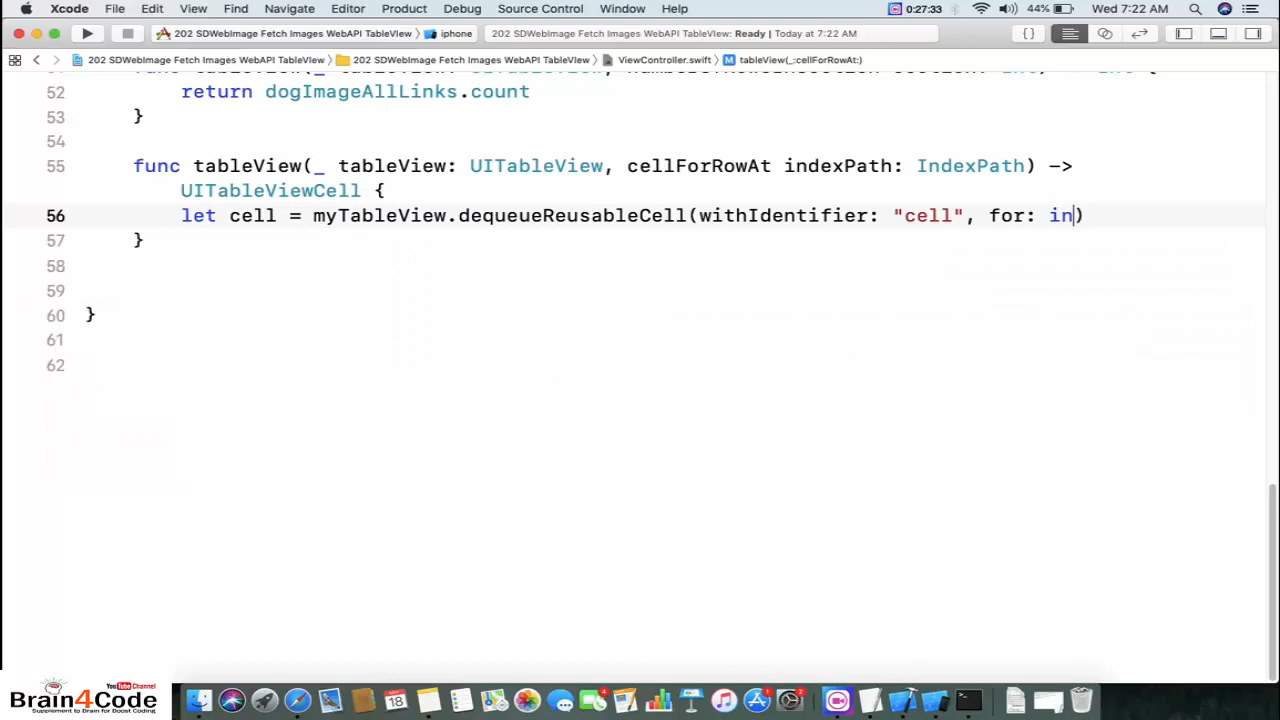 Xcode File Edit View Find Navigate Editor Product Debug Source Control Window Help 0:27:33 44% Wed 7:22 AM
202 SDWebImage Fetch Images WebAPI TableView iphone 202 SDWebImage Fetch Images WebAPI TableView: Ready | Today at 7:22 AM
202 SDWebImage Fetch Images WebAPI TableView 202 SDWebImage Fetch Images WebAPI TableView ViewController.swift M tableView(_:cellForRowAt:)
52 return dogImageAllLinks.count
53 }
54
55 func tableView(_ tableView: UITableView, cellForRowAt indexPath: IndexPath) ->
UITableViewCell {
56 let cell = myTableView.dequeueReusableCell(withIdentifier: "cell", for: in)
57 }
58
59
60 }
61
62
YouTube Channel
Brain4Code
Supplement to Brain for Boost Coding
18
4
1
2